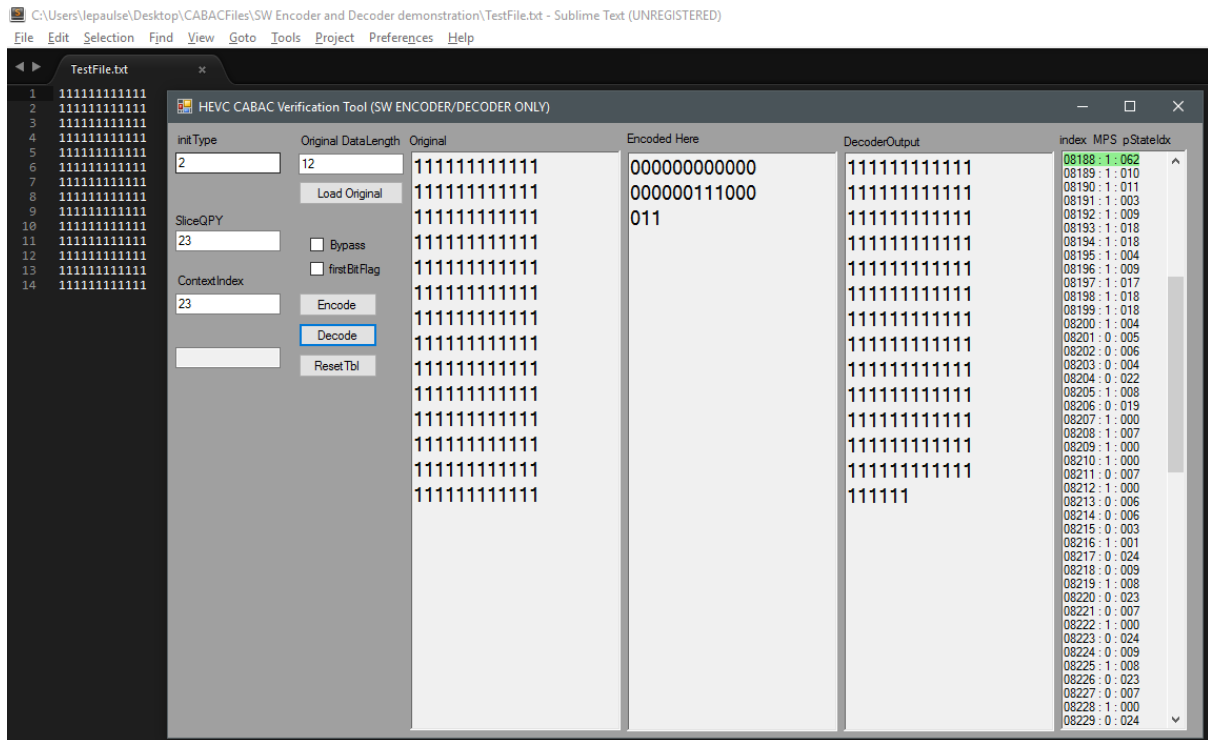 C:\Users\lepaulse\Desktop\CABACFiles\SW Encoder and Decoder demonstration\TestFile.txt - Sublime Text (UNREGISTERED)
File Edit Selection Find View Goto Tools Project Preferences Help
TestFile.txt ×
1 111111111111
2 111111111111
3 111111111111
4 111111111111
5 111111111111
6 111111111111
7 111111111111
8 111111111111
9 111111111111
10 111111111111
11 111111111111
12 111111111111
13 111111111111
14 111111111111
HEVC CABAC Verification Tool (SW ENCODER/DECODER ONLY)
initType
2
SliceQPY
23
ContextIndex
23
Original DataLength
12
Load Original
Bypass
firstBitFlag
Encode
Decode
ResetTbl
Original
111111111111
111111111111
111111111111
111111111111
111111111111
111111111111
111111111111
111111111111
111111111111
111111111111
111111111111
111111111111
111111111111
111111111111
Encoded Here
000000000000
000000111000
011
DecoderOutput
111111111111
111111111111
111111111111
111111111111
111111111111
111111111111
111111111111
111111111111
111111111111
111111111111
111111111111
111111111111
111111111111
111111
index MPS pStateIdx
08188 : 1 : 062
08189 : 1 : 010
08190 : 1 : 011
08191 : 1 : 003
08192 : 1 : 009
08193 : 1 : 018
08194 : 1 : 018
08195 : 1 : 004
08196 : 1 : 009
08197 : 1 : 017
08198 : 1 : 018
08199 : 1 : 018
08200 : 1 : 004
08201 : 0 : 005
08202 : 0 : 006
08203 : 0 : 004
08204 : 0 : 022
08205 : 1 : 008
08206 : 0 : 019
08207 : 1 : 000
08208 : 1 : 007
08209 : 1 : 000
08210 : 1 : 000
08211 : 0 : 007
08212 : 1 : 000
08213 : 0 : 006
08214 : 0 : 006
08215 : 0 : 003
08216 : 1 : 001
08217 : 0 : 024
08218 : 0 : 009
08219 : 1 : 008
08220 : 0 : 023
08221 : 0 : 007
08222 : 1 : 000
08223 : 0 : 024
08224 : 0 : 009
08225 : 1 : 008
08226 : 0 : 023
08227 : 0 : 007
08228 : 1 : 000
08229 : 0 : 024